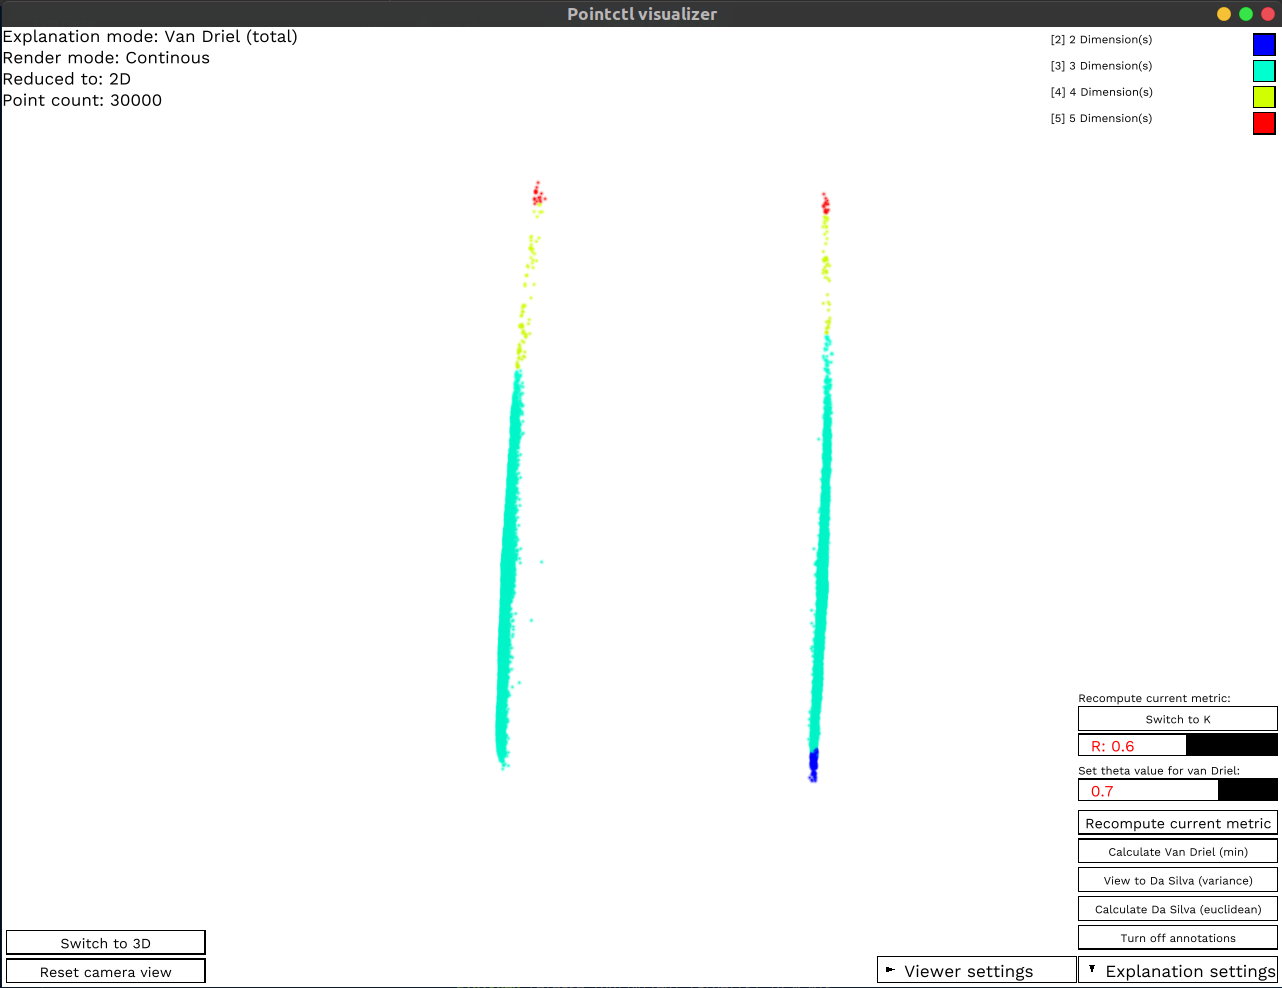 Pointctl visualizer
Explanation mode: Van Driel (total)
Render mode: Continous
Reduced to: 2D
Point count: 30000
[2] 2 Dimension(s)
[3] 3 Dimension(s)
[4] 4 Dimension(s)
[5] 5 Dimension(s)
Recompute current metric:
Switch to K
R: 0.6
Set theta value for van Driel:
0.7
Recompute current metric
Calculate Van Driel (min)
View to Da Silva (variance)
Calculate Da Silva (euclidean)
Turn off annotations
Switch to 3D
Reset camera view
Viewer settings
Explanation settings